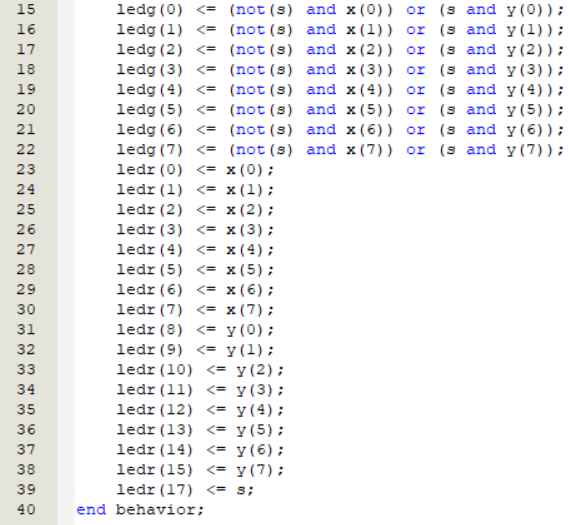 15 ledg(0) <= (not(s) and x(0)) or (s and y(0));
16 ledg(1) <= (not(s) and x(1)) or (s and y(1));
17 ledg(2) <= (not(s) and x(2)) or (s and y(2));
18 ledg(3) <= (not(s) and x(3)) or (s and y(3));
19 ledg(4) <= (not(s) and x(4)) or (s and y(4));
20 ledg(5) <= (not(s) and x(5)) or (s and y(5));
21 ledg(6) <= (not(s) and x(6)) or (s and y(6));
22 ledg(7) <= (not(s) and x(7)) or (s and y(7));
23 ledr(0) <= x(0);
24 ledr(1) <= x(1);
25 ledr(2) <= x(2);
26 ledr(3) <= x(3);
27 ledr(4) <= x(4);
28 ledr(5) <= x(5);
29 ledr(6) <= x(6);
30 ledr(7) <= x(7);
31 ledr(8) <= y(0);
32 ledr(9) <= y(1);
33 ledr(10) <= y(2);
34 ledr(11) <= y(3);
35 ledr(12) <= y(4);
36 ledr(13) <= y(5);
37 ledr(14) <= y(6);
38 ledr(15) <= y(7);
39 ledr(17) <= s;
40 end behavior;